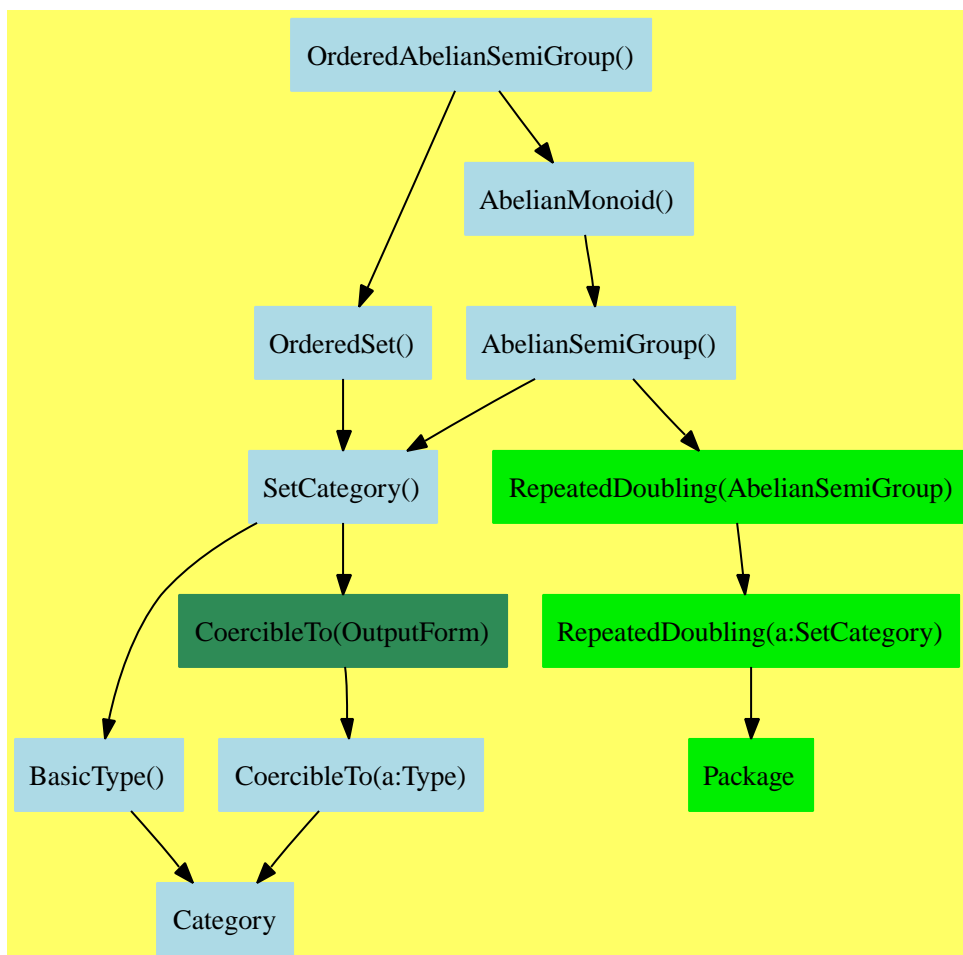 OrderedAbelianSemiGroup()
AbelianMonoid()
OrderedSet()
AbelianSemiGroup()
SetCategory()
RepeatedDoubling(AbelianSemiGroup)
CoercibleTo(OutputForm)
RepeatedDoubling(a:SetCategory)
BasicType()
CoercibleTo(a:Type)
Package
Category